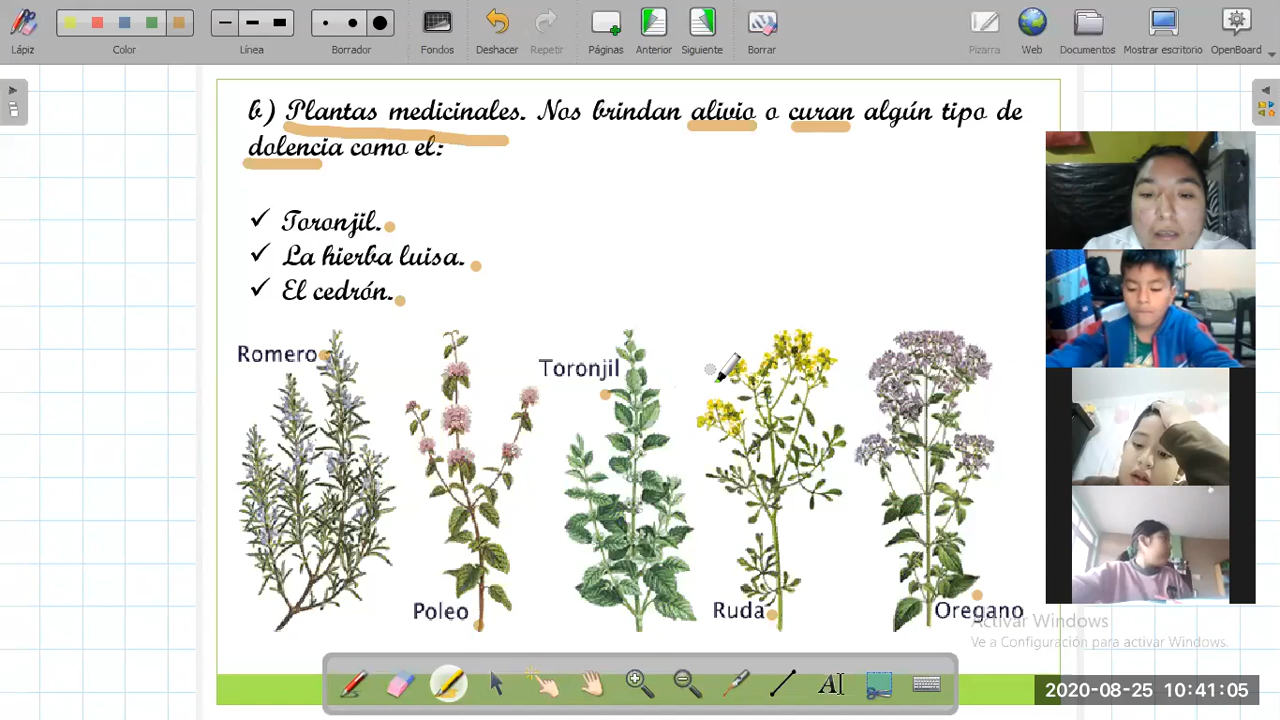 Lápiz
Color
Línea
Borrador
Fondos
Deshacer
Repetir
Páginas
Anterior
Siguiente
Borrar
Pizarra
Web
Documentos
Mostrar escritorio
OpenBoard
b) Plantas medicinales. Nos brindan alivio o curan algún tipo de
dolencia como el:
✓ Toronjil.
✓ La hierba luisa.
✓ El cedrón.
Romero
Toronjil
Poleo
Ruda
Oregano
Activar Windows
Ve a Configuración para activar Windows.
AI
2020-08-25 10:41:05